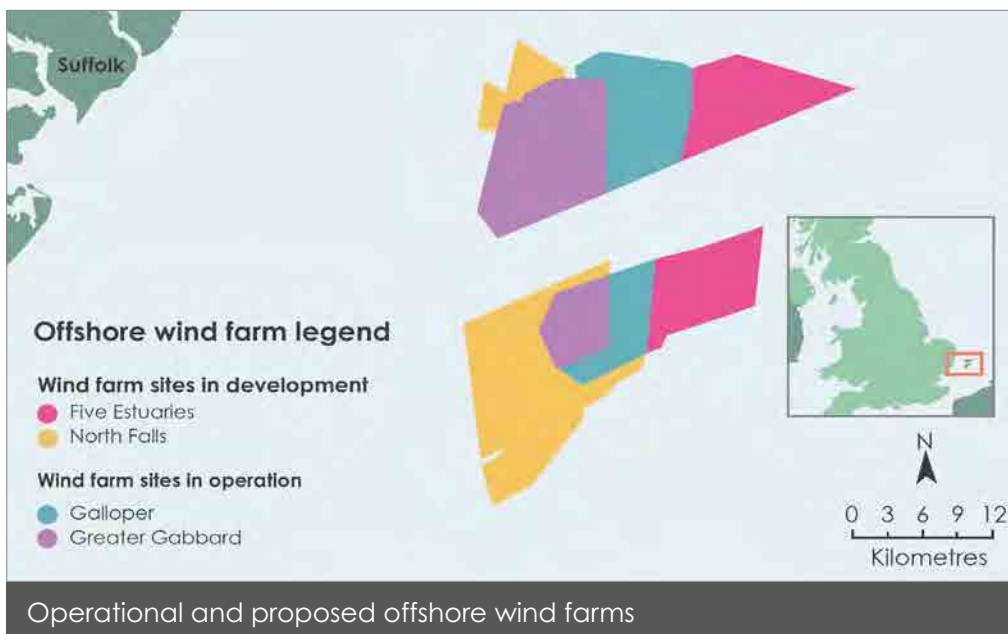 Suffolk
Offshore wind farm legend
Wind farm sites in development
Five Estuaries
North Falls
Wind farm sites in operation
Galloper
Greater Gabbard
N
0 3 6 9 12
Kilometres
Operational and proposed offshore wind farms